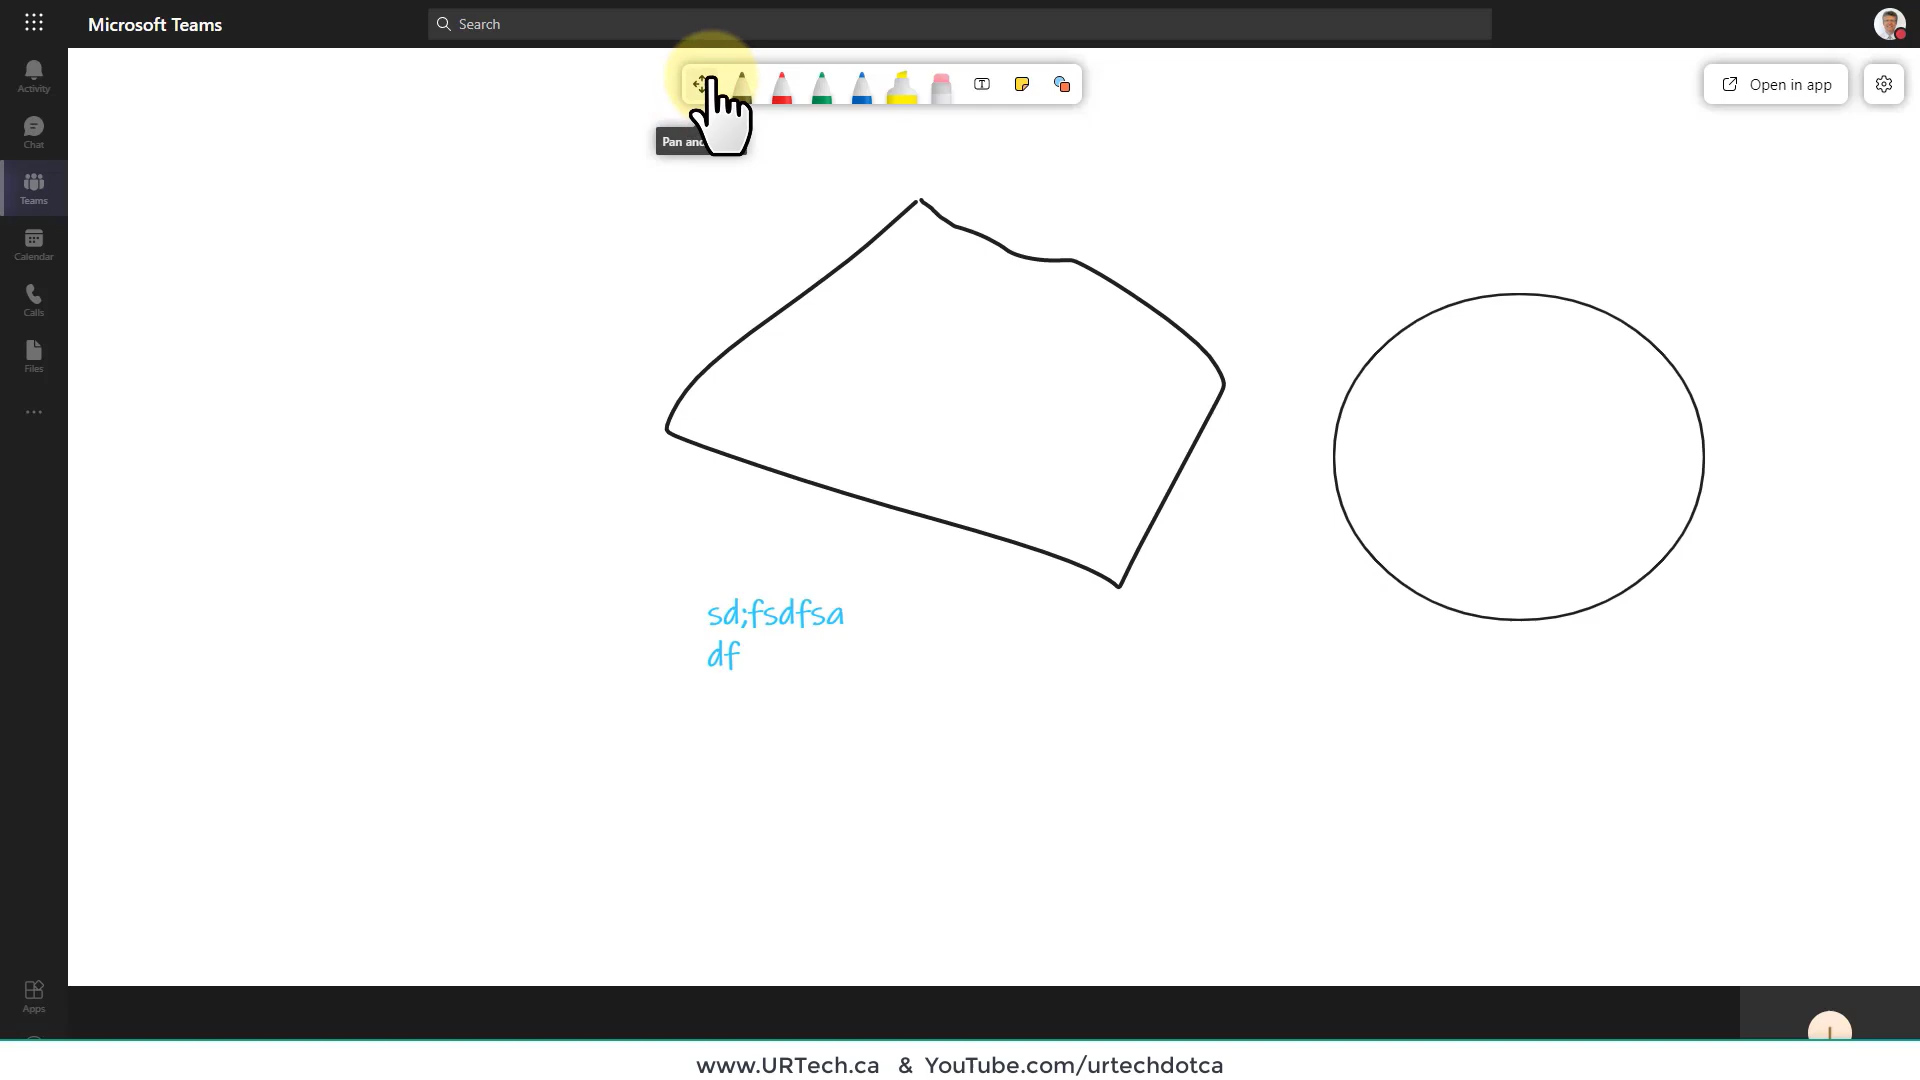 Microsoft Teams
Search
Activity
Chat
Teams
Calendar
Calls
Files
Apps
Open in app
Pan and
sd;fsdfsa
df
www.URTech.ca & YouTube.com/urtechdotca